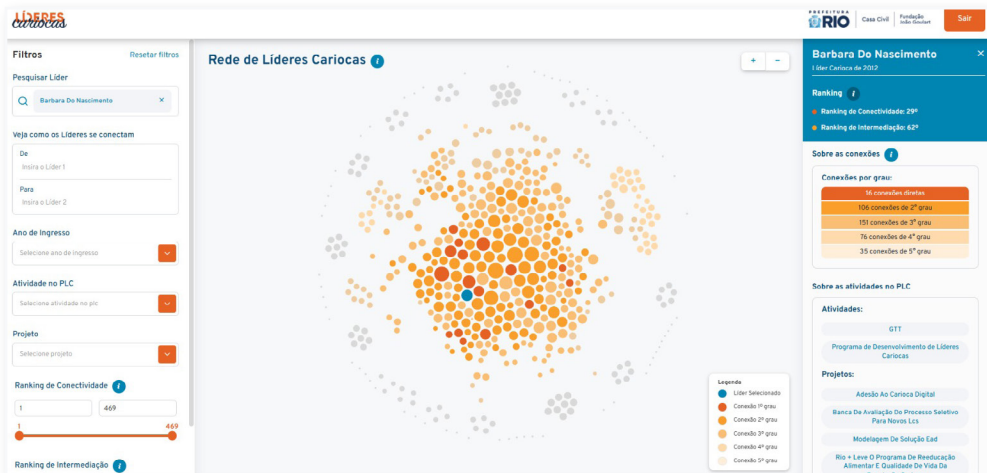 LÍDERES
CARIOCAS
PREFEITURA
RIO
Casa Civil
Fundação
João Goulart
Sair
Filtros
Resetar filtros
Pesquisar Líder
Barbara Do Nascimento ×
Veja como os Líderes se conectam
De
Insira o Líder 1
Para
Insira o Líder 2
Ano de Ingresso
Selecione ano de ingresso
Atividade no PLC
Selecione atividade no plc
Projeto
Selecione projeto
Ranking de Conectividade i
1 469
1 469
Ranking de Intermediação i
Rede de Líderes Cariocas i
+ −
Legenda
Líder Selecionado
Conexão 1º grau
Conexão 2º grau
Conexão 3º grau
Conexão 4º grau
Conexão 5º grau
Barbara Do Nascimento ×
Líder Carioca de 2012
Ranking i
Ranking de Conectividade: 29º
Ranking de Intermediação: 62º
Sobre as conexões i
Conexões por grau:
16 conexões diretas
106 conexões de 2º grau
151 conexões de 3º grau
76 conexões de 4º grau
35 conexões de 5º grau
Sobre as atividades no PLC
Atividades:
GTT
Programa de Desenvolvimento de Líderes
Cariocas
Projetos:
Adesão Ao Carioca Digital
Banca De Avaliação Do Processo Seletivo
Para Novos Lcs
Modelagem De Solução Ead
Rio + Leve O Programa De Reeducação
Alimentar E Qualidade De Vida Da